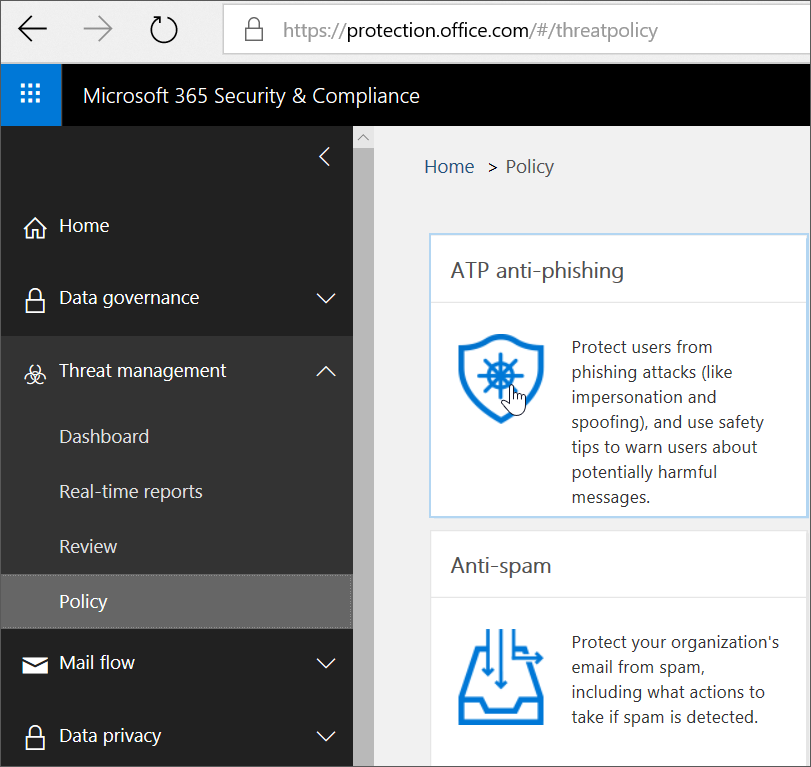 https://protection.office.com/#/threatpolicy
Microsoft 365 Security & Compliance
Home
Data governance
Threat management
Dashboard
Real-time reports
Review
Policy
Mail flow
Data privacy
Home > Policy
ATP anti-phishing
Protect users from
phishing attacks (like
impersonation and
spoofing), and use safety
tips to warn users about
potentially harmful
messages.
Anti-spam
Protect your organization's
email from spam,
including what actions to
take if spam is detected.